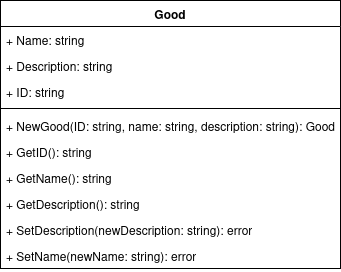 Good
+ Name: string
+ Description: string
+ ID: string
+ NewGood(ID: string, name: string, description: string): Good
+ GetID(): string
+ GetName(): string
+ GetDescription(): string
+ SetDescription(newDescription: string): error
+ SetName(newName: string): error